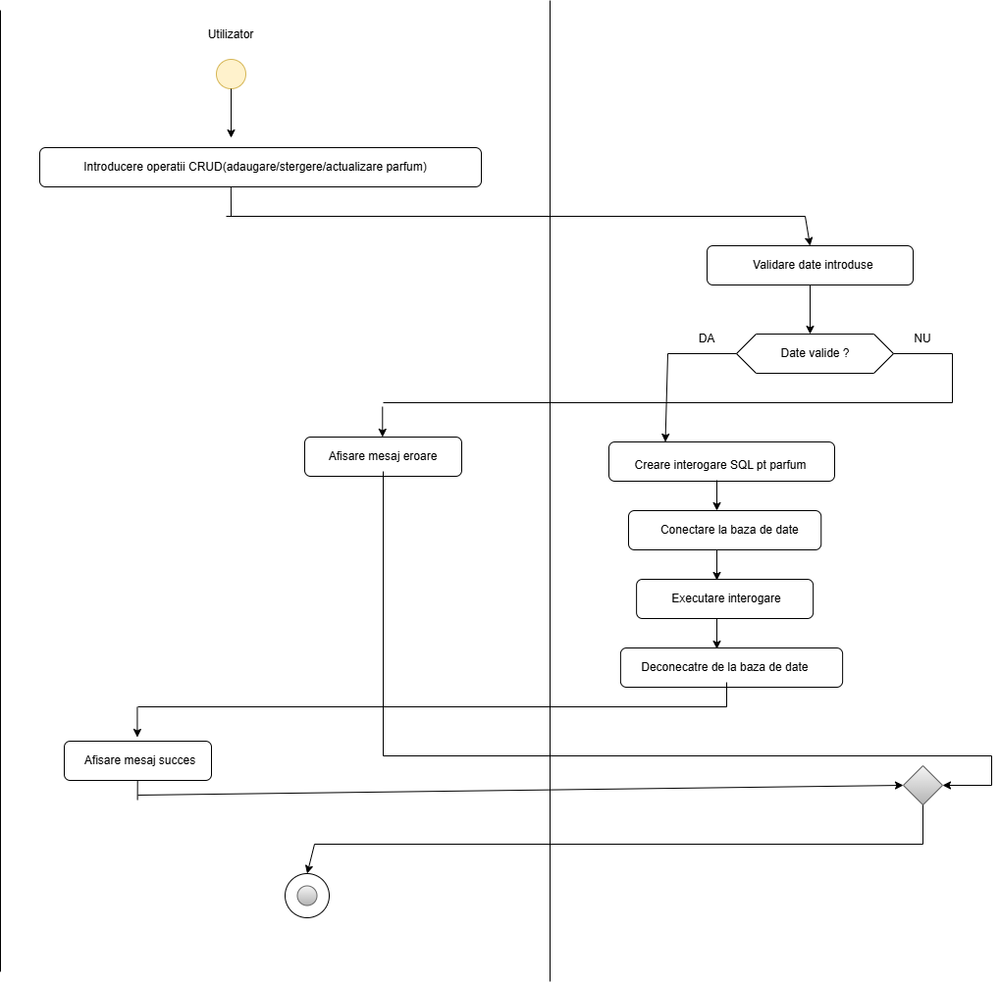 Utilizator
Introducere operatii CRUD(adaugare/stergere/actualizare parfum)
Validare date introduse
DA
NU
Date valide ?
Afisare mesaj eroare
Creare interogare SQL pt parfum
Conectare la baza de date
Executare interogare
Deconecatre de la baza de date
Afisare mesaj succes